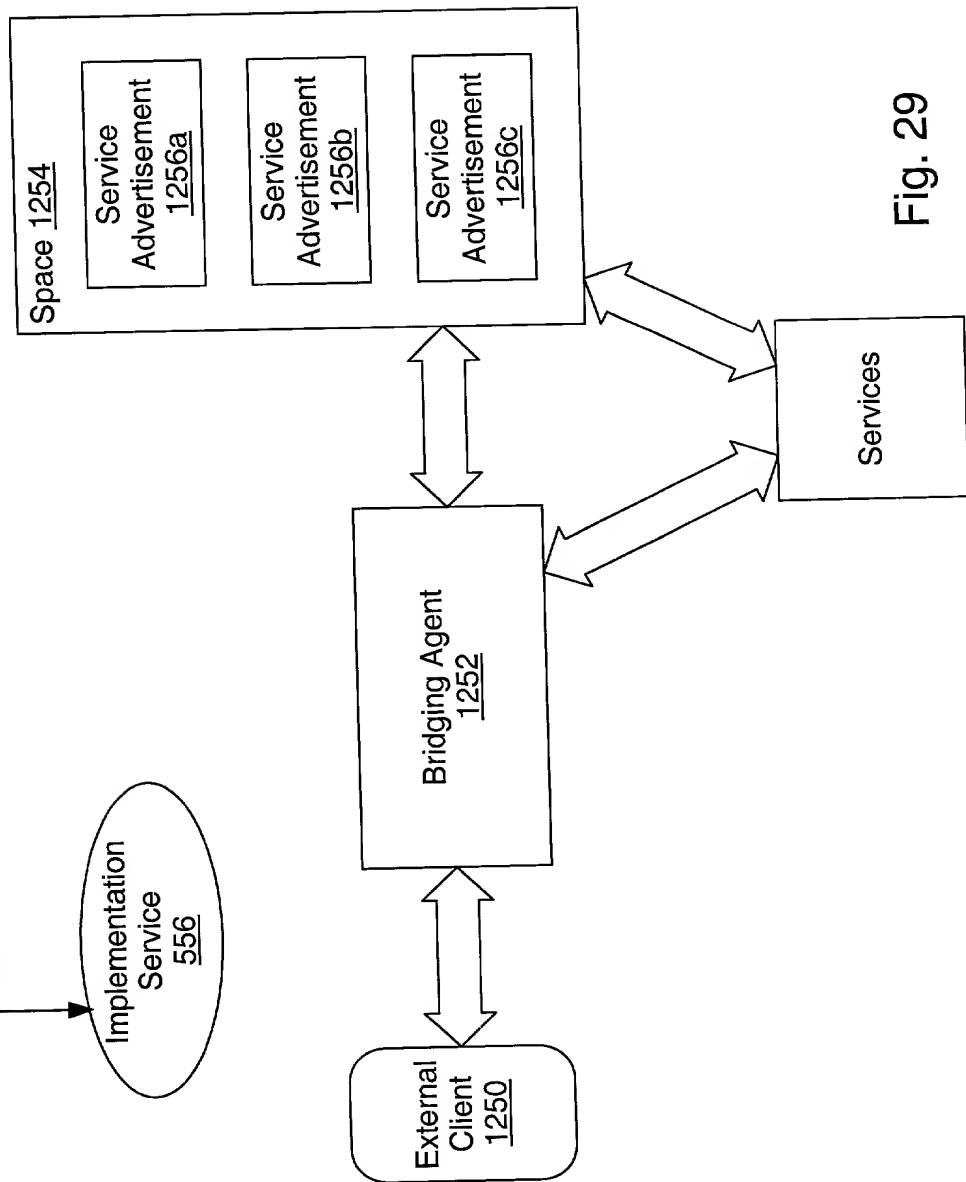 Implementation
Service
556
External
Client
1250
Bridging Agent
1252
Space 1254
Service
Advertisement
1256a
Service
Advertisement
1256b
Service
Advertisement
1256c
Services
Fig. 29